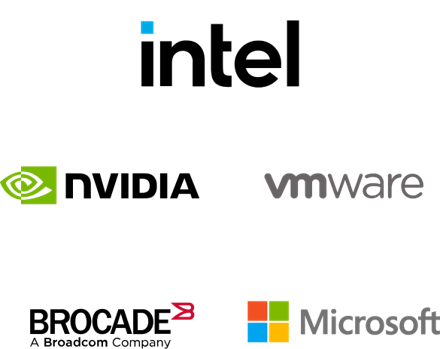 intel
NVIDIA
vmware
BROCADE
A Broadcom Company
Microsoft